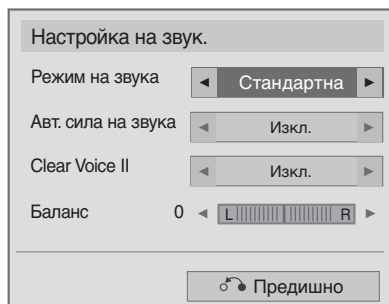 Настройка на звук.
Режим на звука ◄ Стандартна ►
Авт. сила на звука ◄ Изкл. ►
Clear Voice II ◄ Изкл. ►
Баланс 0 ◄ L R ►
Предишно